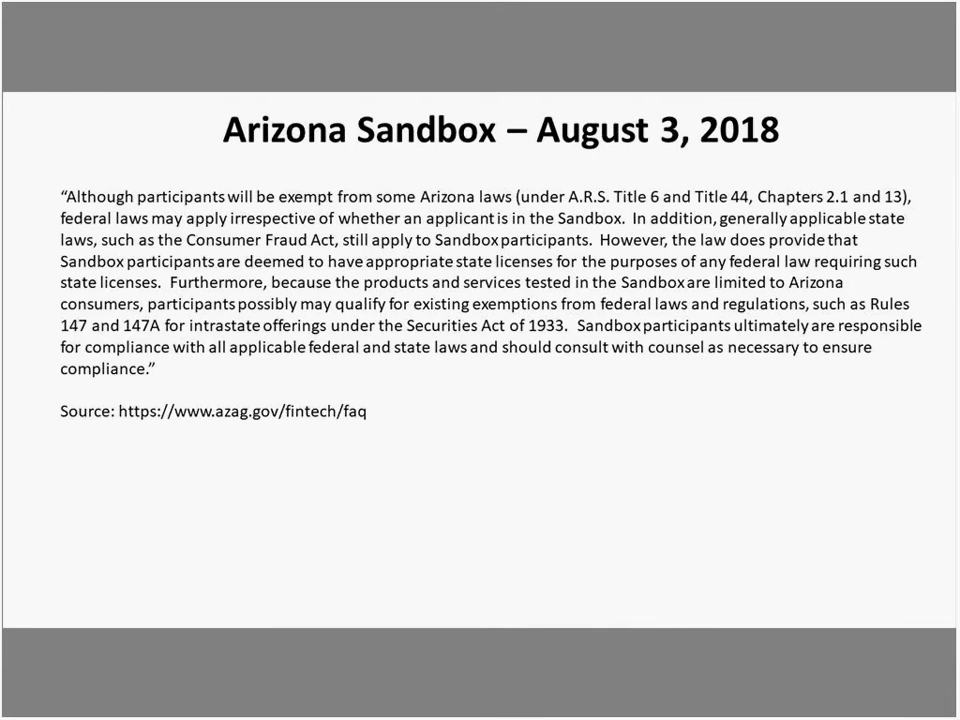 Arizona Sandbox – August 3, 2018
“Although participants will be exempt from some Arizona laws (under A.R.S. Title 6 and Title 44, Chapters 2.1 and 13),
federal laws may apply irrespective of whether an applicant is in the Sandbox.  In addition, generally applicable state
laws, such as the Consumer Fraud Act, still apply to Sandbox participants.  However, the law does provide that
Sandbox participants are deemed to have appropriate state licenses for the purposes of any federal law requiring such
state licenses.  Furthermore, because the products and services tested in the Sandbox are limited to Arizona
consumers, participants possibly may qualify for existing exemptions from federal laws and regulations, such as Rules
147 and 147A for intrastate offerings under the Securities Act of 1933.  Sandbox participants ultimately are responsible
for compliance with all applicable federal and state laws and should consult with counsel as necessary to ensure
compliance.”
Source: https://www.azag.gov/fintech/faq